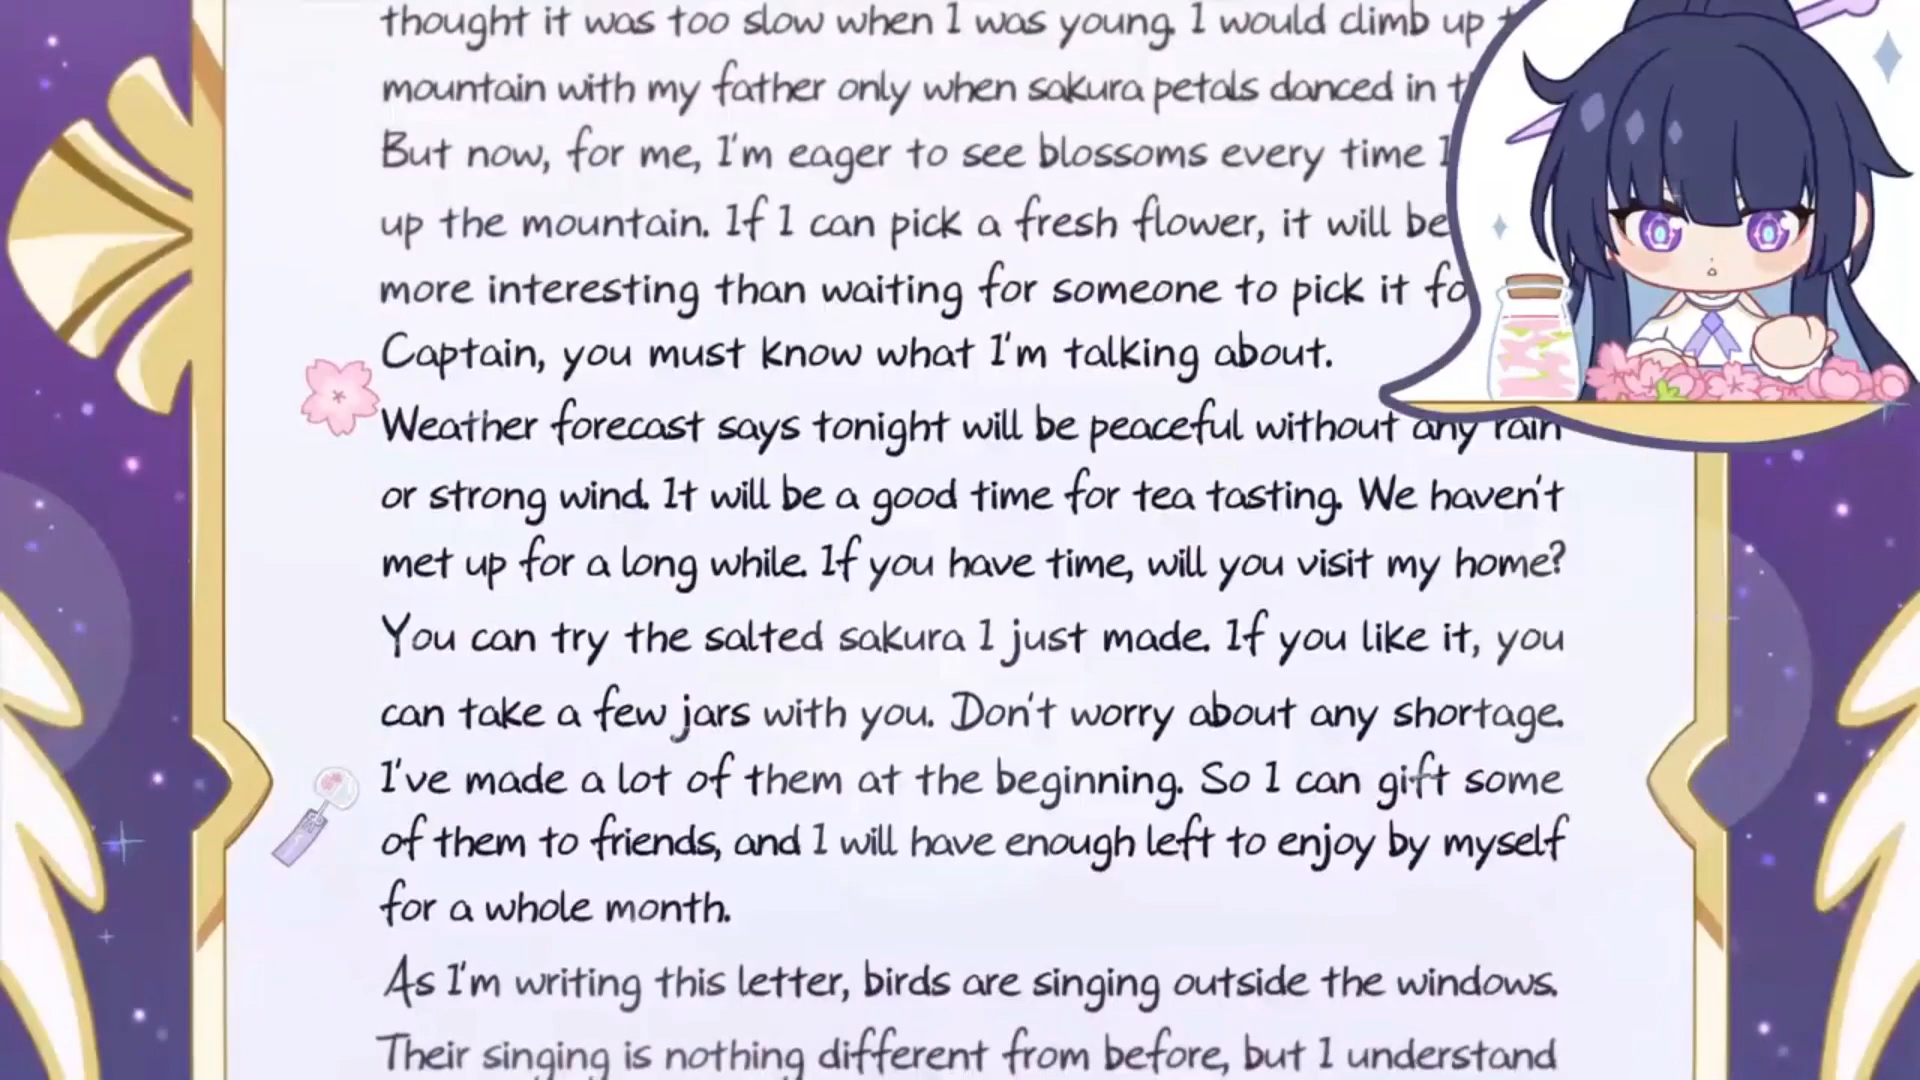 thought it was too slow when I was young. I would climb up
mountain with my father only when sakura petals danced in
But now, for me, I'm eager to see blossoms every time I
up the mountain. If I can pick a fresh flower, it will be
more interesting than waiting for someone to pick it
Captain, you must know what I'm talking about.
Weather forecast says tonight will be peaceful without any rain
or strong wind. It will be a good time for tea tasting. We haven't
met up for a long while. If you have time, will you visit my home?
You can try the salted sakura I just made. If you like it, you
can take a few jars with you. Don't worry about any shortage.
I've made a lot of them at the beginning. So I can gift some
of them to friends, and I will have enough left to enjoy by myself
for a whole month.
As I'm writing this letter, birds are singing outside the windows.
Their singing is nothing different from before, but I understand